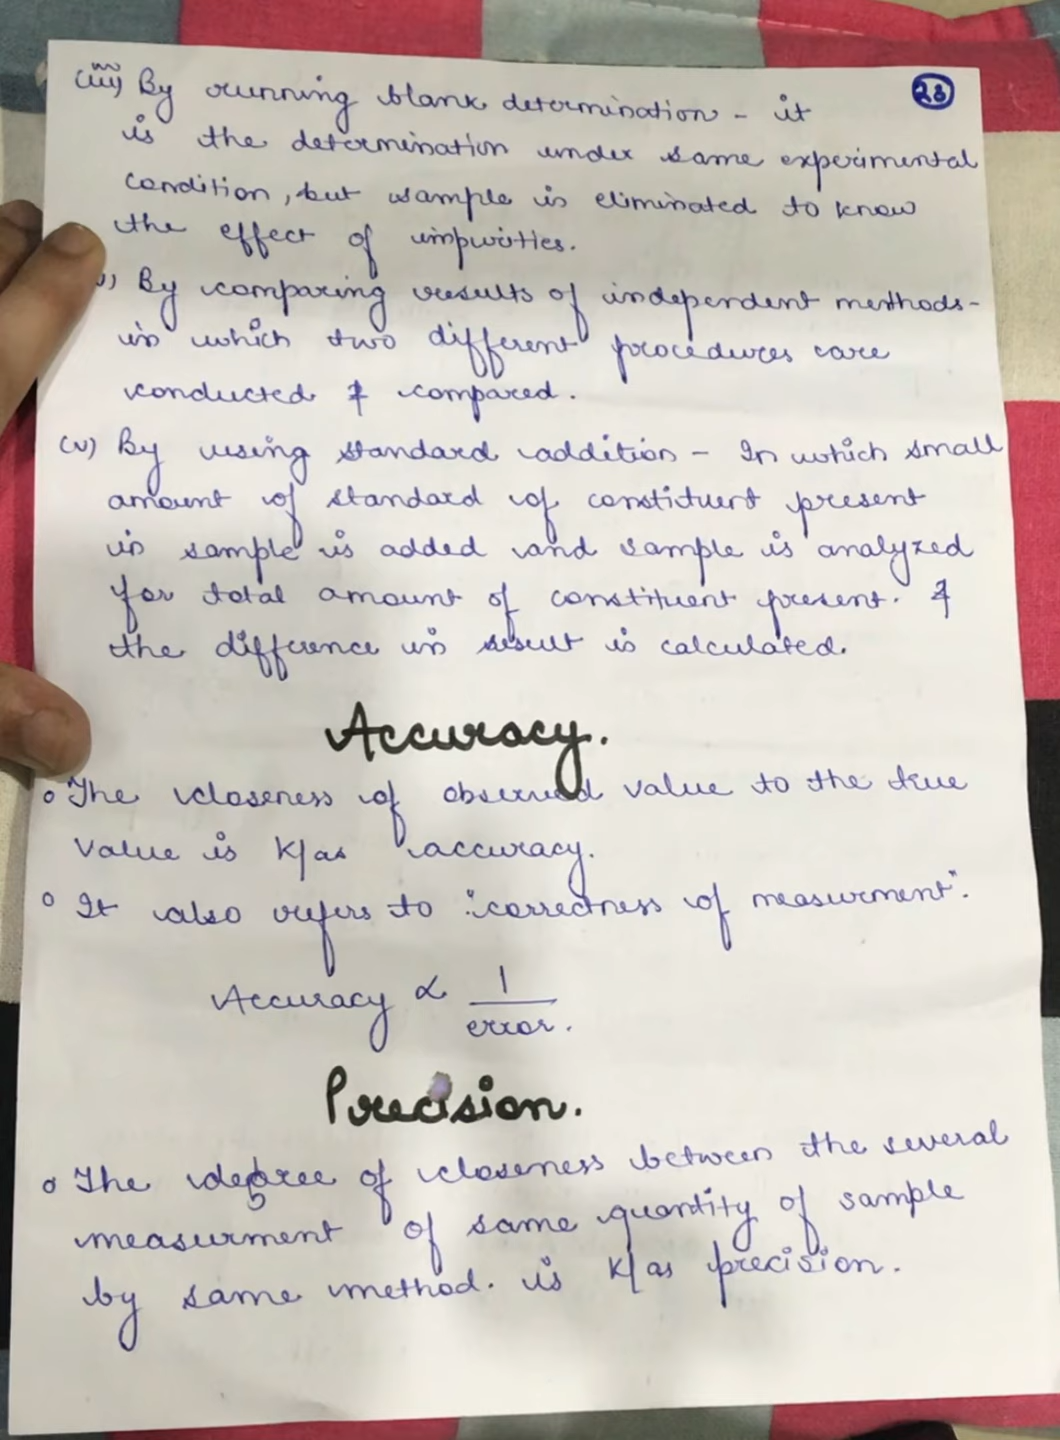 28
(iii) By running blank determination - it
is the determination under same experimental
condition, but sample is eliminated to know
the effect of impurities.
) By comparing results of independent methods-
in which two different procedures are
conducted & compared.
(v) By using standard addition - In which small
amount of standard of constituent present
in sample is added and sample is analyzed
for total amount of constituent present. &
the difference in result is calculated.
Accuracy.
o The closeness of observed value to the true
value is K/as accuracy.
o It also refers to "correctness of measurment".
Accuracy ∝ 1
error.
Precision.
o The degree of closeness between the several
measurment of same quantity of sample
by same method. is K/as precision.